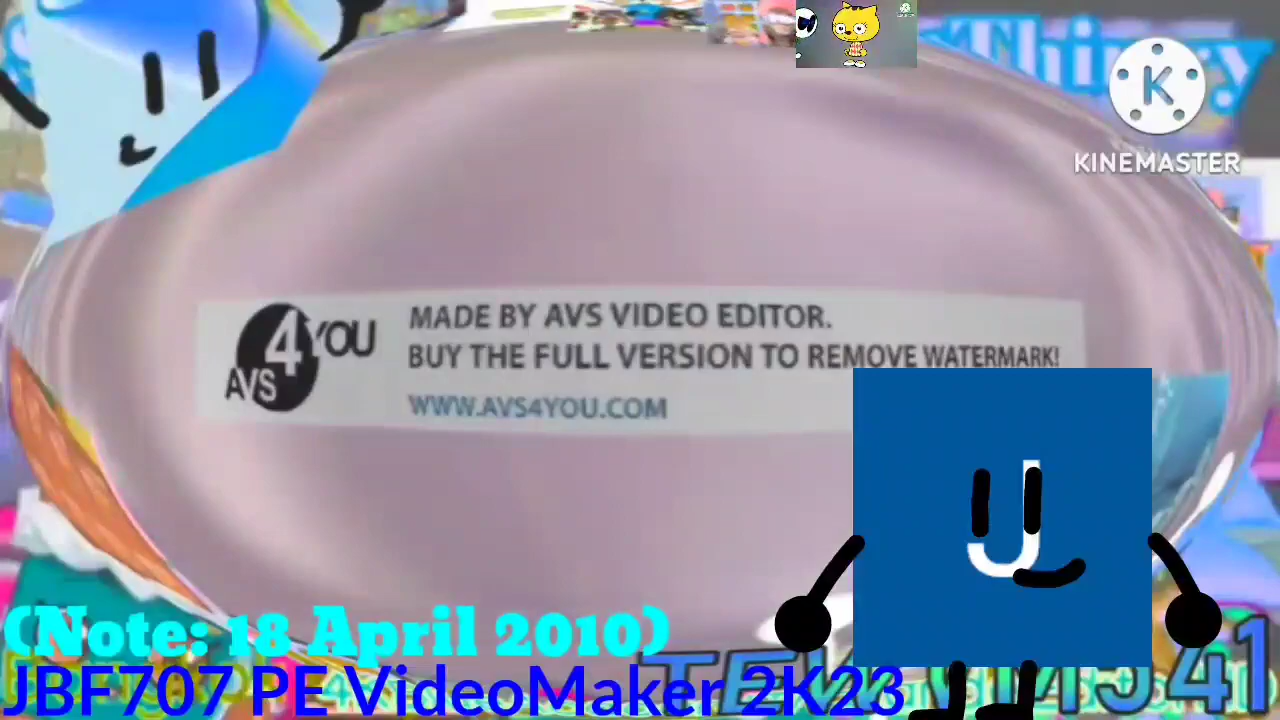 Thingy
K
KINEMASTER
AVS4YOU
MADE BY AVS VIDEO EDITOR.
BUY THE FULL VERSION TO REMOVE WATERMARK!
WWW.AVS4YOU.COM
J
(Note: 18 April 2010)
JBF707 PE VideoMaker 2K23